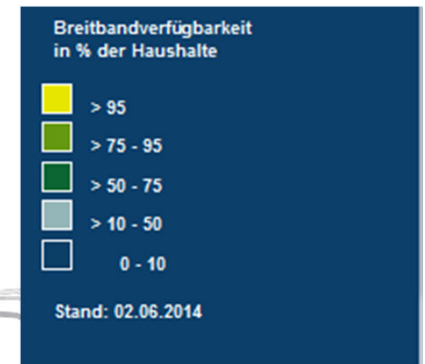 Breitbandverfügbarkeit
in % der Haushalte
> 95
> 75 - 95
> 50 - 75
> 10 - 50
0 - 10
Stand: 02.06.2014